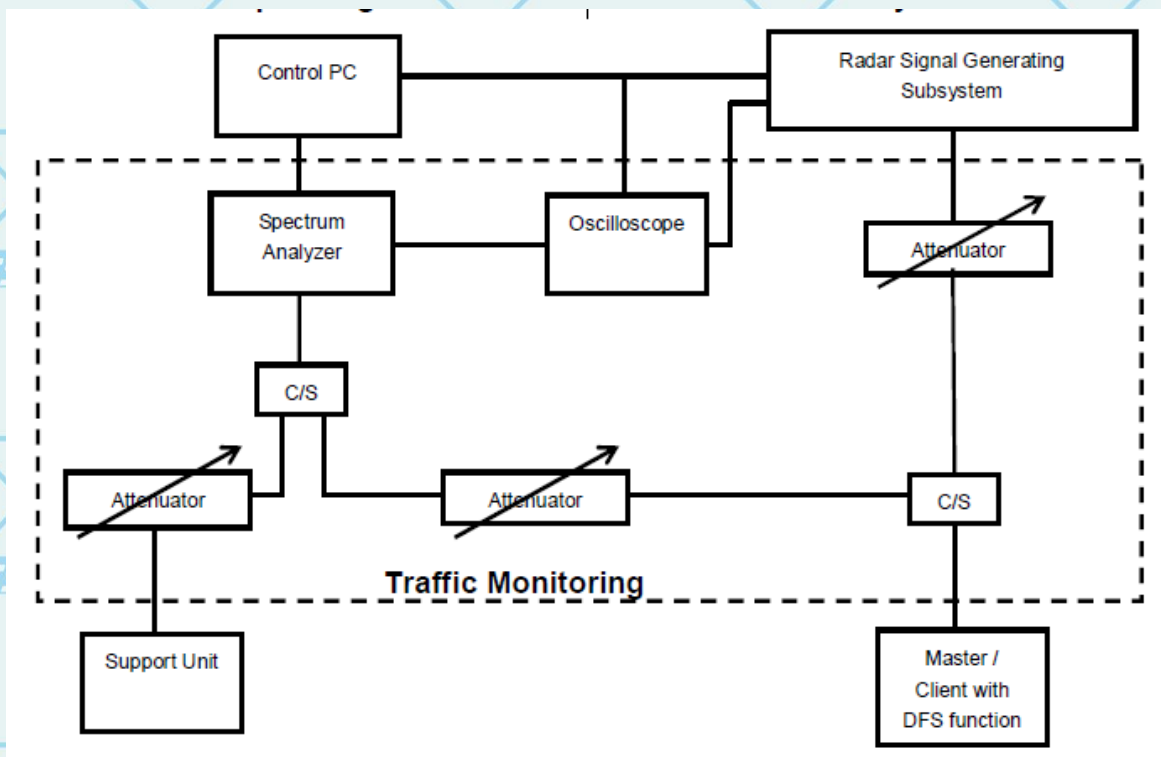 Control PC
Radar Signal Generating
Subsystem
Spectrum
Analyzer
Oscilloscope
Attenuator
C/S
Attenuator
Attenuator
C/S
Traffic Monitoring
Support Unit
Master /
Client with
DFS function